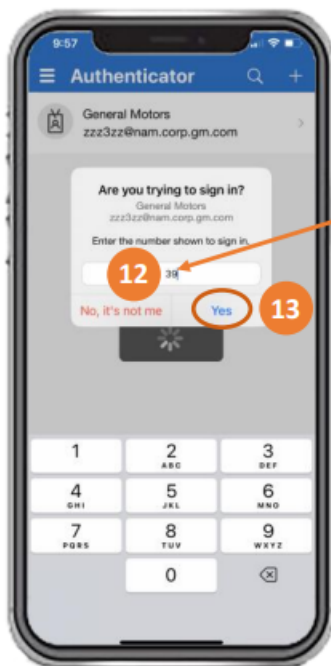 9:57
Authenticator
General Motors
zzz3zz@nam.corp.gm.com
Are you trying to sign in?
General Motors
zzz3zz@nam.corp.gm.com
Enter the number shown to sign in.
12
39
No, it's not me
Yes
13
1
2
ABC
3
DEF
4
GHI
5
JKL
6
MNO
7
PQRS
8
TUV
9
WXYZ
0